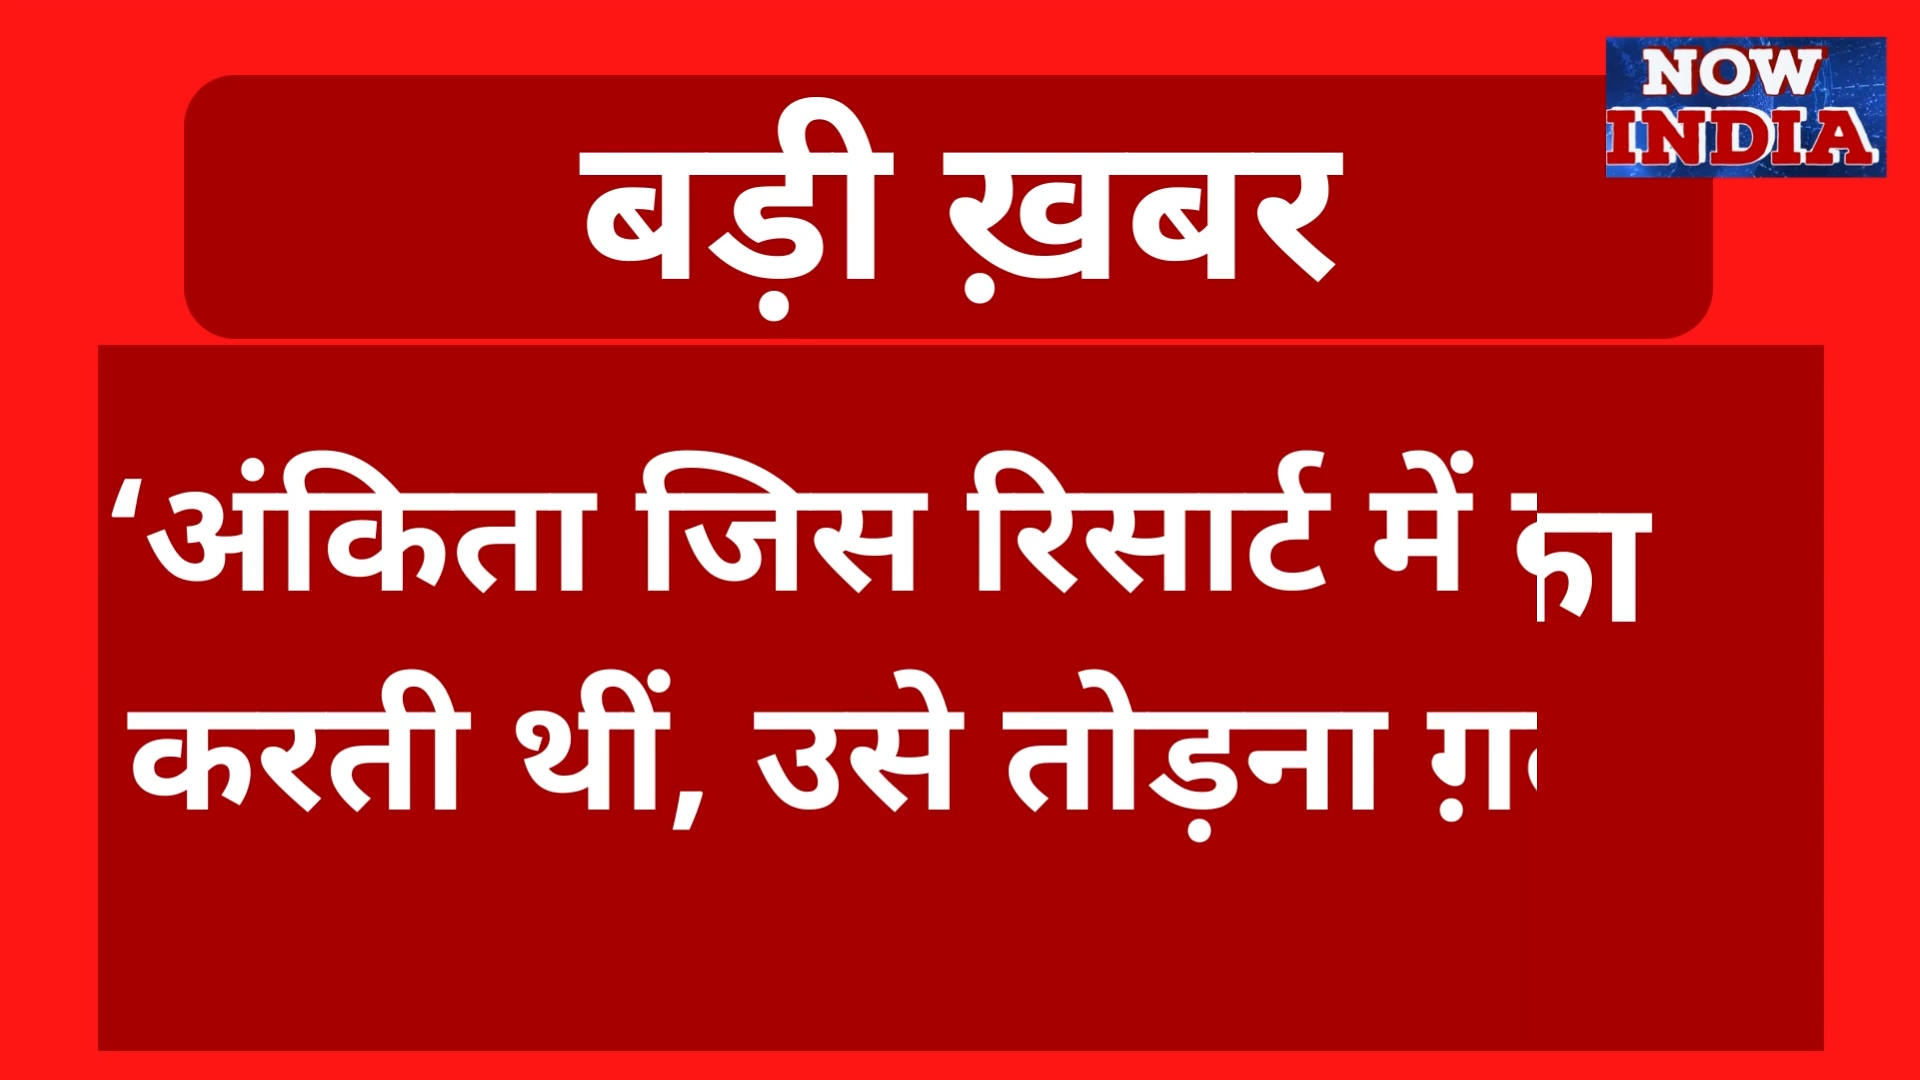 बड़ी ख़बर
NOW
INDIA
‘अंकिता जिस रिसार्ट में
करती थीं, उसे तोड़ना